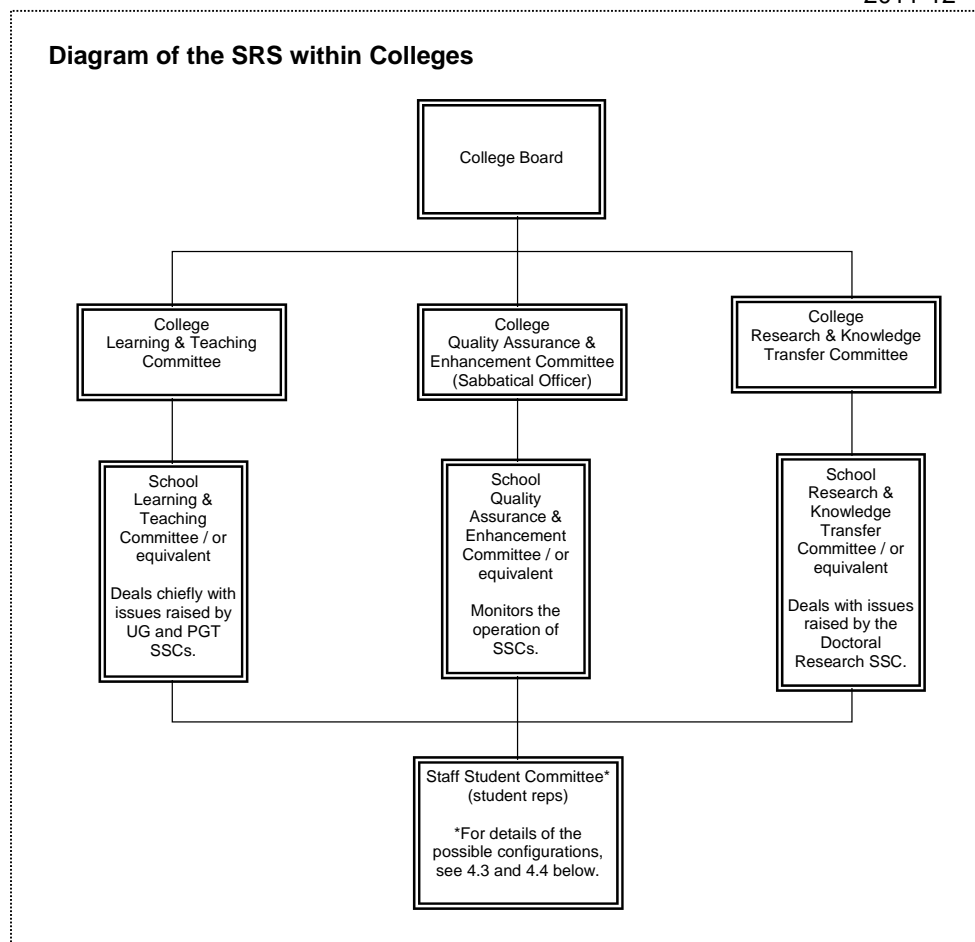 Diagram of the SRS within Colleges
College Board
College
Learning & Teaching
Committee
College
Quality Assurance &
Enhancement Committee
(Sabbatical Officer)
College
Research & Knowledge
Transfer Committee
School
Learning &
Teaching
Committee / or
equivalent
Deals chiefly with
issues raised by
UG and PGT
SSCs.
School
Quality
Assurance &
Enhancement
Committee / or
equivalent
Monitors the
operation of
SSCs.
School
Research &
Knowledge
Transfer
Committee / or
equivalent
Deals with issues
raised by the
Doctoral
Research SSC.
Staff Student Committee*
(student reps)
*For details of the
possible configurations,
see 4.3 and 4.4 below.